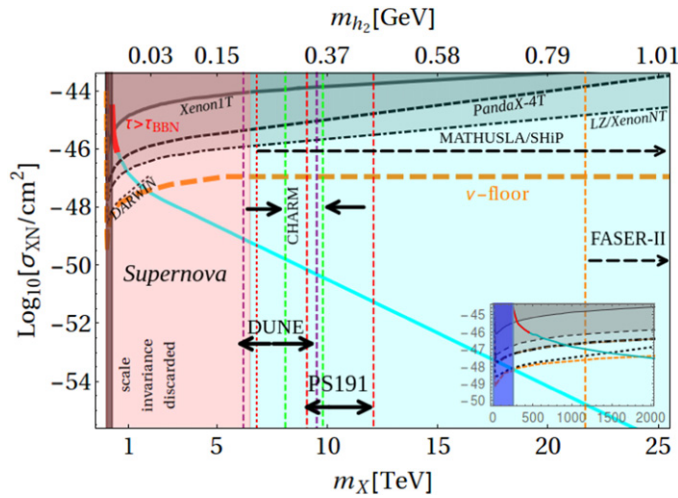 m_{h_2}[GeV]
0.03 0.15 0.37 0.58 0.79 1.01
Log_{10}[σ_{XN}/cm^2]
-44
-46
-48
-50
-52
-54
Xenon1T
PandaX-4T
LZ/XenonNT
τ>τ_{BBN}
MATHUSLA/SHiP
DARWIN
ν-floor
CHARM
FASER-II
Supernova
DUNE
PS191
scale
invariance
discarded
-45
-46
-47
-48
-49
-50
0 500 1000 1500 2000
1 5 10 15 20 25
m_X[TeV]